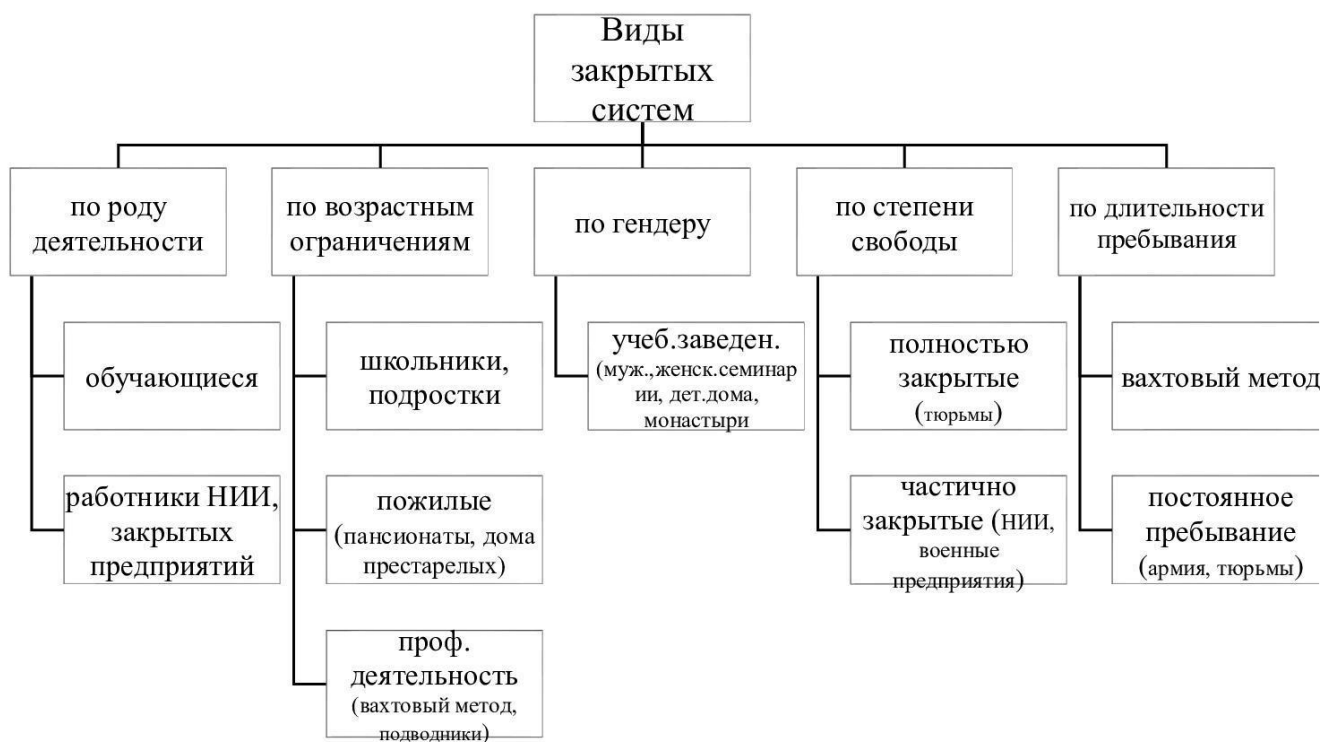 Виды
закрытых
систем
по роду
деятельности
по возрастным
ограничениям
по гендеру
по степени
свободы
по длительности
пребывания
обучающиеся
школьники,
подростки
учеб.заведен.
(муж.,женск.семинар
ии, дет.дома,
монастыри
полностью
закрытые
(тюрьмы)
вахтовый метод
работники НИИ,
закрытых
предприятий
пожилые
(пансионаты, дома
престарелых)
частично
закрытые (НИИ,
военные
предприятия)
постоянное
пребывание
(армия, тюрьмы)
проф.
деятельность
(вахтовый метод,
подводники)